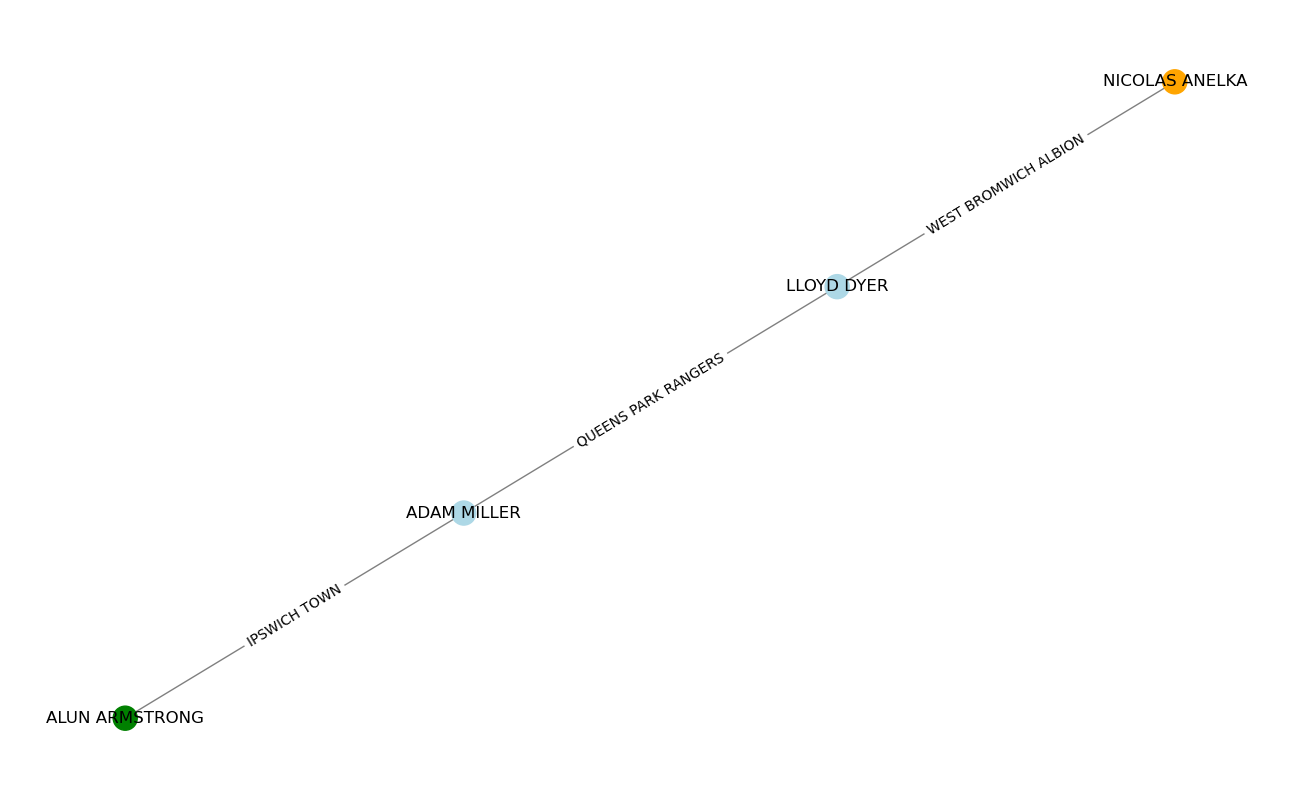 NICOLAS ANELKA
WEST BROMWICH ALBION
LLOYD DYER
QUEENS PARK RANGERS
ADAM MILLER
IPSWICH TOWN
ALUN ARMSTRONG